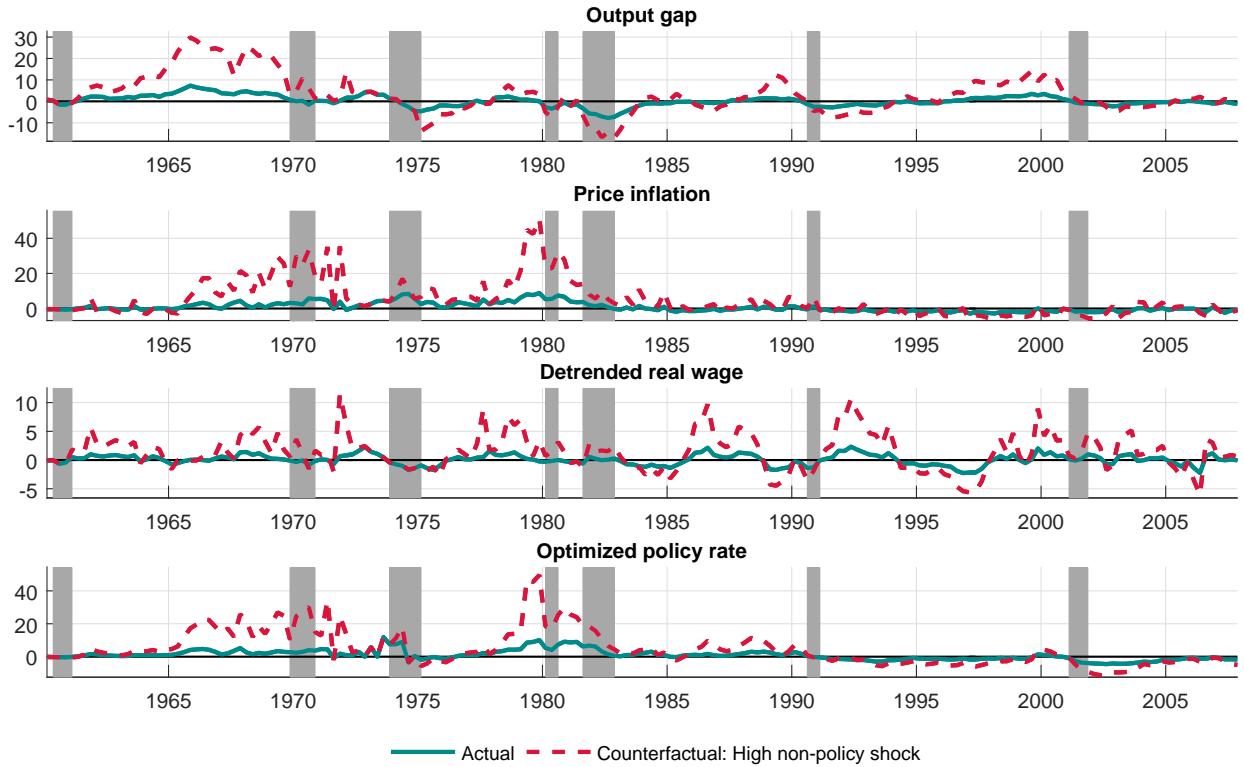 Output gap
30
20
10
0
-10
1965 1970 1975 1980 1985 1990 1995 2000 2005
Price inflation
40
20
0
1965 1970 1975 1980 1985 1990 1995 2000 2005
Detrended real wage
10
5
0
-5
1965 1970 1975 1980 1985 1990 1995 2000 2005
Optimized policy rate
40
20
0
1965 1970 1975 1980 1985 1990 1995 2000 2005
Actual Counterfactual: High non-policy shock